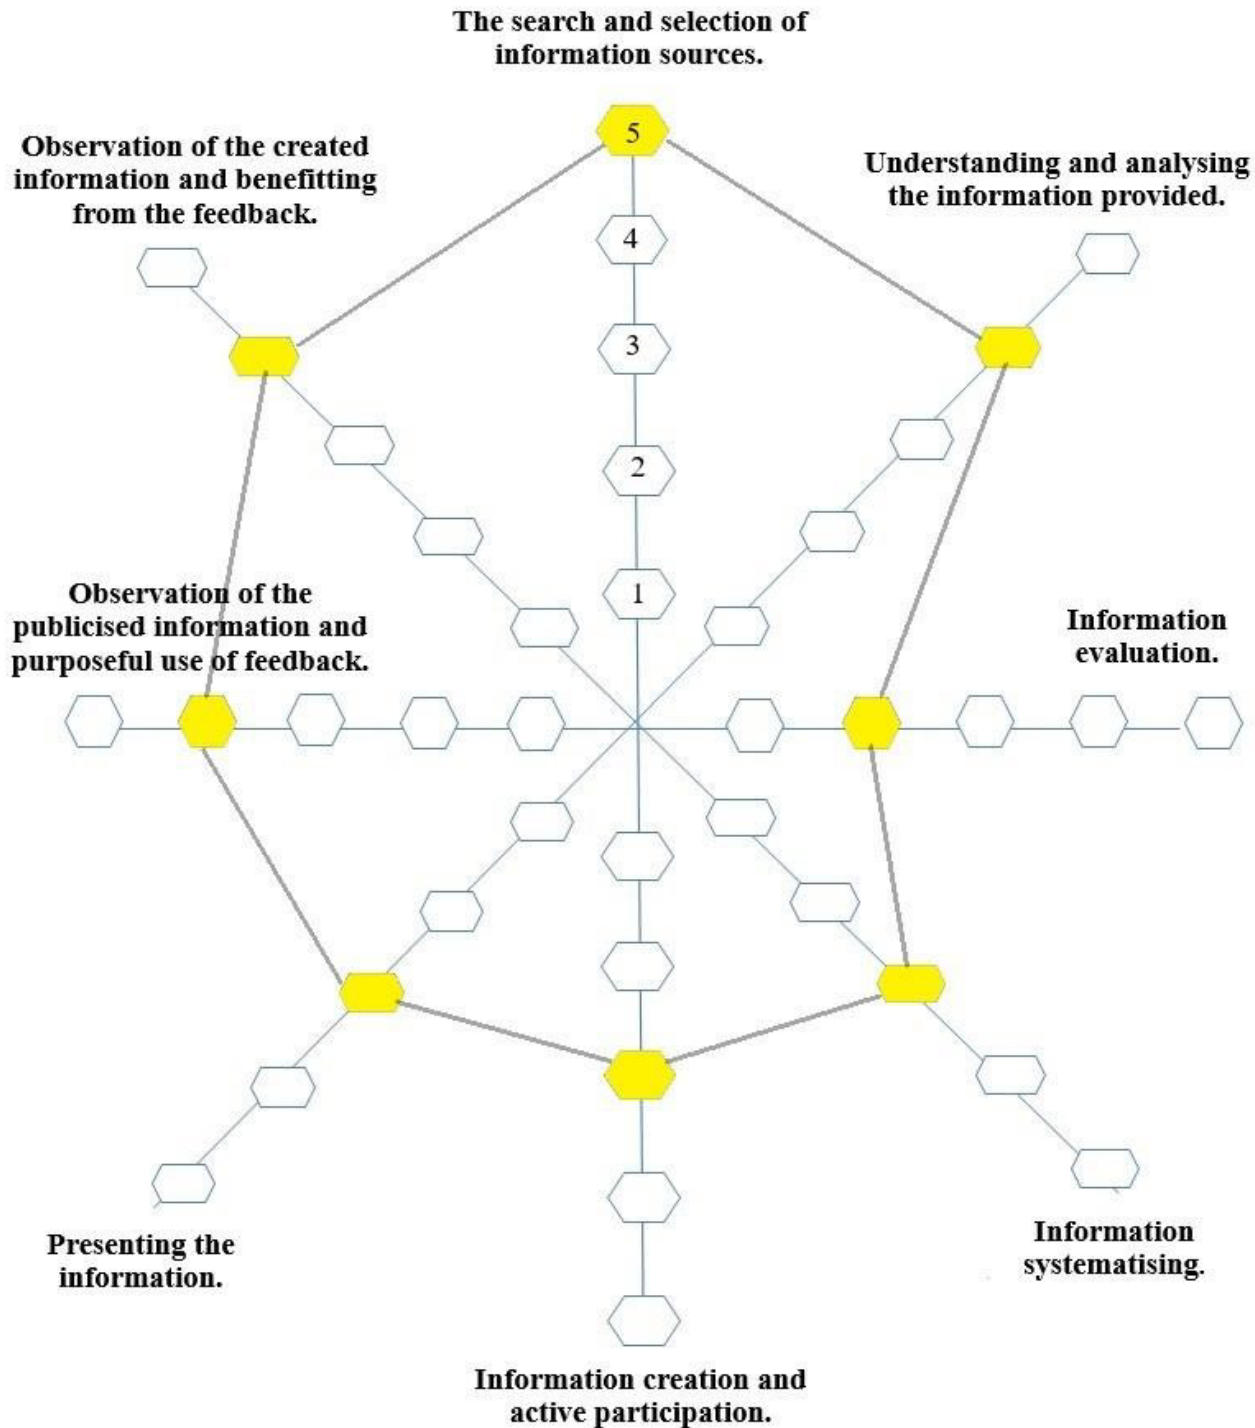 The search and selection of
information sources.
5
Observation of the created
information and benefitting
from the feedback.
Understanding and analysing
the information provided.
4
3
2
1
Observation of the
publicised information and
purposeful use of feedback.
Information
evaluation.
Presenting the
information.
Information
systematising.
Information creation and
active participation.